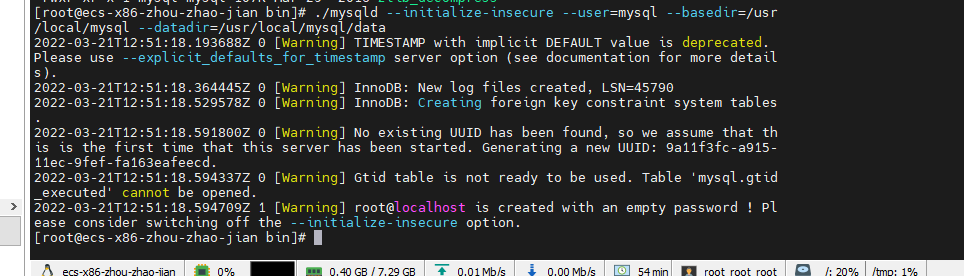 [root@ecs-x86-zhou-zhao-jian bin]# ./mysqld --initialize-insecure --user=mysql --basedir=/usr
/local/mysql --datadir=/usr/local/mysql/data
2022-03-21T12:51:18.193688Z 0 [Warning] TIMESTAMP with implicit DEFAULT value is deprecated.
Please use --explicit_defaults_for_timestamp server option (see documentation for more detail
s).
2022-03-21T12:51:18.364445Z 0 [Warning] InnoDB: New log files created, LSN=45790
2022-03-21T12:51:18.529578Z 0 [Warning] InnoDB: Creating foreign key constraint system tables
.
2022-03-21T12:51:18.591800Z 0 [Warning] No existing UUID has been found, so we assume that th
is is the first time that this server has been started. Generating a new UUID: 9a11f3fc-a915-
11ec-9fef-fa163eafeecd.
2022-03-21T12:51:18.594337Z 0 [Warning] Gtid table is not ready to be used. Table 'mysql.gtid
_executed' cannot be opened.
2022-03-21T12:51:18.594709Z 1 [Warning] root@localhost is created with an empty password ! Pl
ease consider switching off the --initialize-insecure option.
[root@ecs-x86-zhou-zhao-jian bin]#
ecs-x86-zhou-zhao-jian 0% 0.40 GB / 7.29 GB 0.01 Mb/s 0.00 Mb/s 54 min root root root /: 20% /tmp: 1%